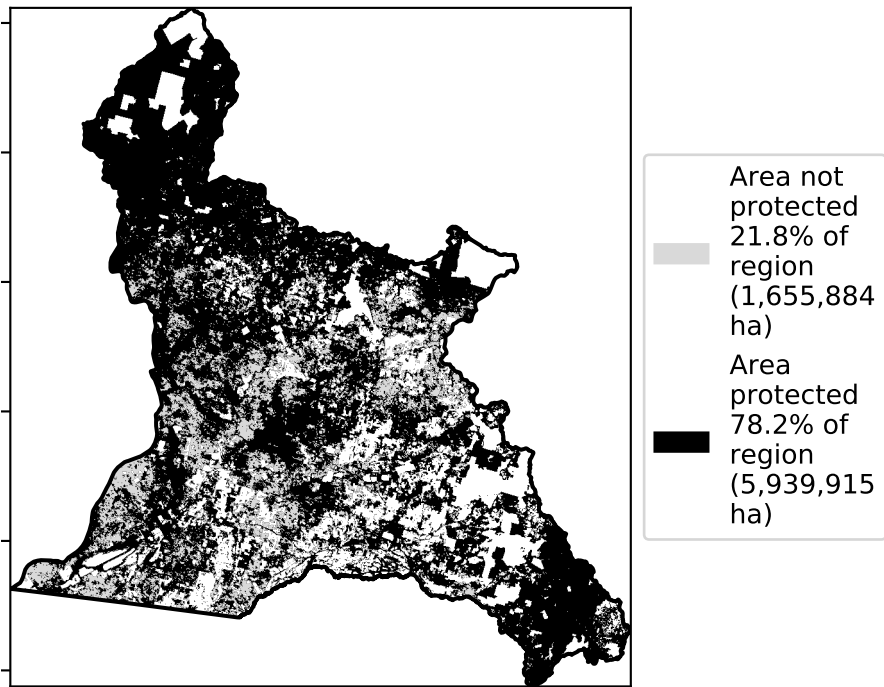 Area not
protected
21.8% of
region
(1,655,884
ha)
Area
protected
78.2% of
region
(5,939,915
ha)